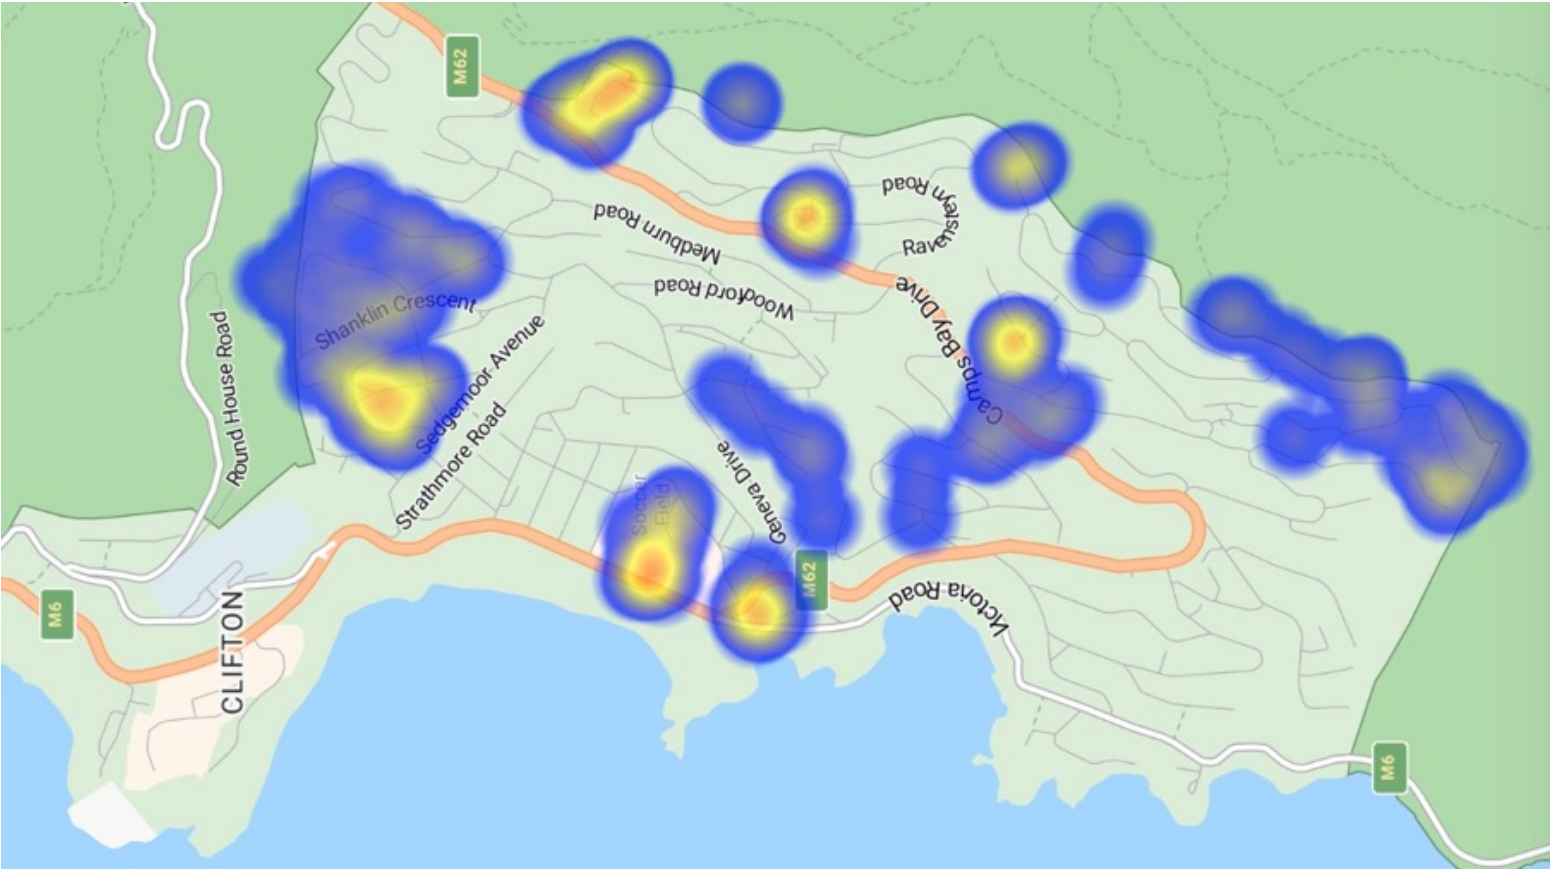 M62
Medburn Road
Ravensleyn Road
Woodford Road
Camps Bay Drive
Shanklin Crescent
Sedgemoor Avenue
Strathmore Road
Round House Road
Geneva Drive
Soccer
Field
M62
Victoria Road
M6
CLIFTON
M6